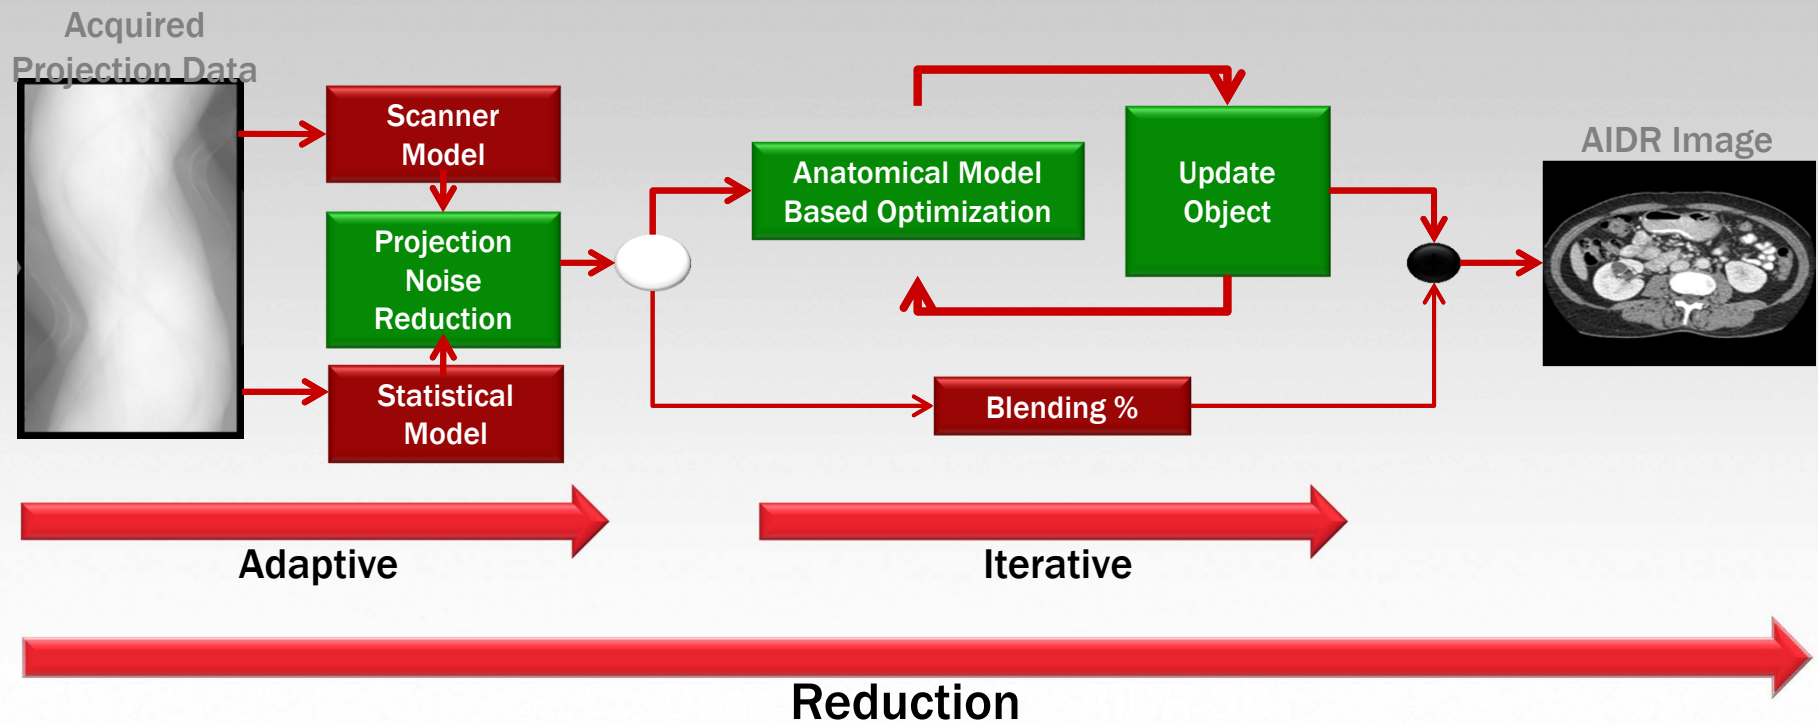 Acquired
Projection Data
Scanner
Model
Projection
Noise
Reduction
Statistical
Model
Anatomical Model
Based Optimization
Update
Object
Blending %
AIDR Image
Adaptive
Iterative
Reduction